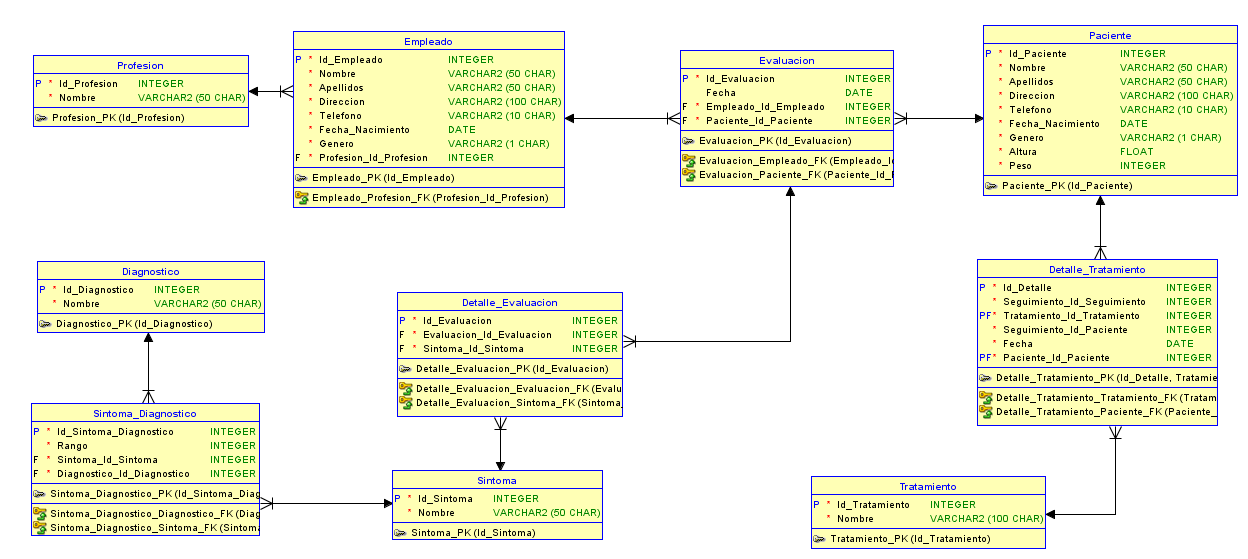 Profesion
P * Id_Profesion INTEGER
* Nombre VARCHAR2 (50 CHAR)
Profesion_PK (Id_Profesion)
Empleado
P * Id_Empleado INTEGER
* Nombre VARCHAR2 (50 CHAR)
* Apellidos VARCHAR2 (50 CHAR)
* Direccion VARCHAR2 (100 CHAR)
* Telefono VARCHAR2 (10 CHAR)
* Fecha_Nacimiento DATE
* Genero VARCHAR2 (1 CHAR)
F * Profesion_Id_Profesion INTEGER
Empleado_PK (Id_Empleado)
Empleado_Profesion_FK (Profesion_Id_Profesion)
Evaluacion
P * Id_Evaluacion INTEGER
Fecha DATE
F * Empleado_Id_Empleado INTEGER
F * Paciente_Id_Paciente INTEGER
Evaluacion_PK (Id_Evaluacion)
Evaluacion_Empleado_FK (Empleado_Id
Evaluacion_Paciente_FK (Paciente_Id_P
Paciente
P * Id_Paciente INTEGER
* Nombre VARCHAR2 (50 CHAR)
* Apellidos VARCHAR2 (50 CHAR)
* Direccion VARCHAR2 (100 CHAR)
* Telefono VARCHAR2 (10 CHAR)
* Fecha_Nacimiento DATE
* Genero VARCHAR2 (1 CHAR)
* Altura FLOAT
* Peso INTEGER
Paciente_PK (Id_Paciente)
Diagnostico
P * Id_Diagnostico INTEGER
* Nombre VARCHAR2 (50 CHAR)
Diagnostico_PK (Id_Diagnostico)
Detalle_Evaluacion
P * Id_Evaluacion INTEGER
F * Evaluacion_Id_Evaluacion INTEGER
F * Sintoma_Id_Sintoma INTEGER
Detalle_Evaluacion_PK (Id_Evaluacion)
Detalle_Evaluacion_Evaluacion_FK (Evalu
Detalle_Evaluacion_Sintoma_FK (Sintoma_
Detalle_Tratamiento
P * Id_Detalle INTEGER
* Seguimiento_Id_Seguimiento INTEGER
PF* Tratamiento_Id_Tratamiento INTEGER
* Seguimiento_Id_Paciente INTEGER
* Fecha DATE
PF* Paciente_Id_Paciente INTEGER
Detalle_Tratamiento_PK (Id_Detalle, Tratamie
Detalle_Tratamiento_Tratamiento_FK (Tratam
Detalle_Tratamiento_Paciente_FK (Paciente_
Sintoma_Diagnostico
P * Id_Sintoma_Diagnostico INTEGER
* Rango INTEGER
F * Sintoma_Id_Sintoma INTEGER
F * Diagnostico_Id_Diagnostico INTEGER
Sintoma_Diagnostico_PK (Id_Sintoma_Diag
Sintoma_Diagnostico_Diagnostico_FK (Diag
Sintoma_Diagnostico_Sintoma_FK (Sintom
Sintoma
P * Id_Sintoma INTEGER
* Nombre VARCHAR2 (50 CHAR)
Sintoma_PK (Id_Sintoma)
Tratamiento
P * Id_Tratamiento INTEGER
* Nombre VARCHAR2 (100 CHAR)
Tratamiento_PK (Id_Tratamiento)